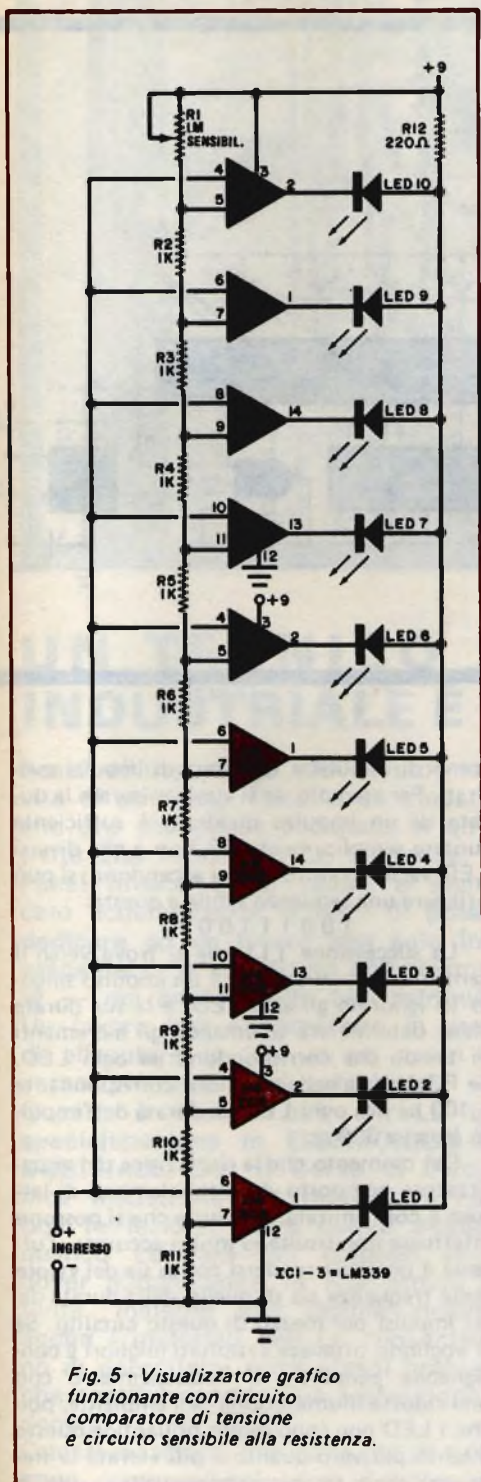 +9
R1
1M
SENSIBIL.
R12
220Ω
4
5
3
2
LED 10
R2
1K
6
7
1
LED 9
R3
1K
8
9
14
LED 8
R4
1K
10
11
13
12
LED 7
R5
1K
+9
4
5
3
2
LED 6
R6
1K
6
7
1
LED 5
R7
1K
8
9
14
LED 4
R8
1K
10
11
13
12
LED 3
R9
1K
+9
4
5
3
2
LED 2
R10
1K
6
7
1
12
LED 1
R11
1K
+
INGRESSO
-
IC1-3=LM339
Fig. 5 - Visualizzatore grafico
funzionante con circuito
comparatore di tensione
e circuito sensibile alla resistenza.